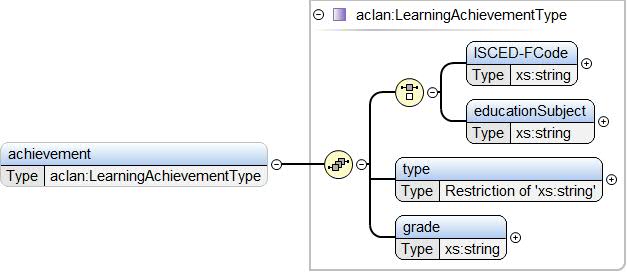 aclan:LearningAchievementType
ISCED-FCode
Type xs:string
educationSubject
Type xs:string
achievement
Type aclan:LearningAchievementType
type
Type Restriction of 'xs:string'
grade
Type xs:string